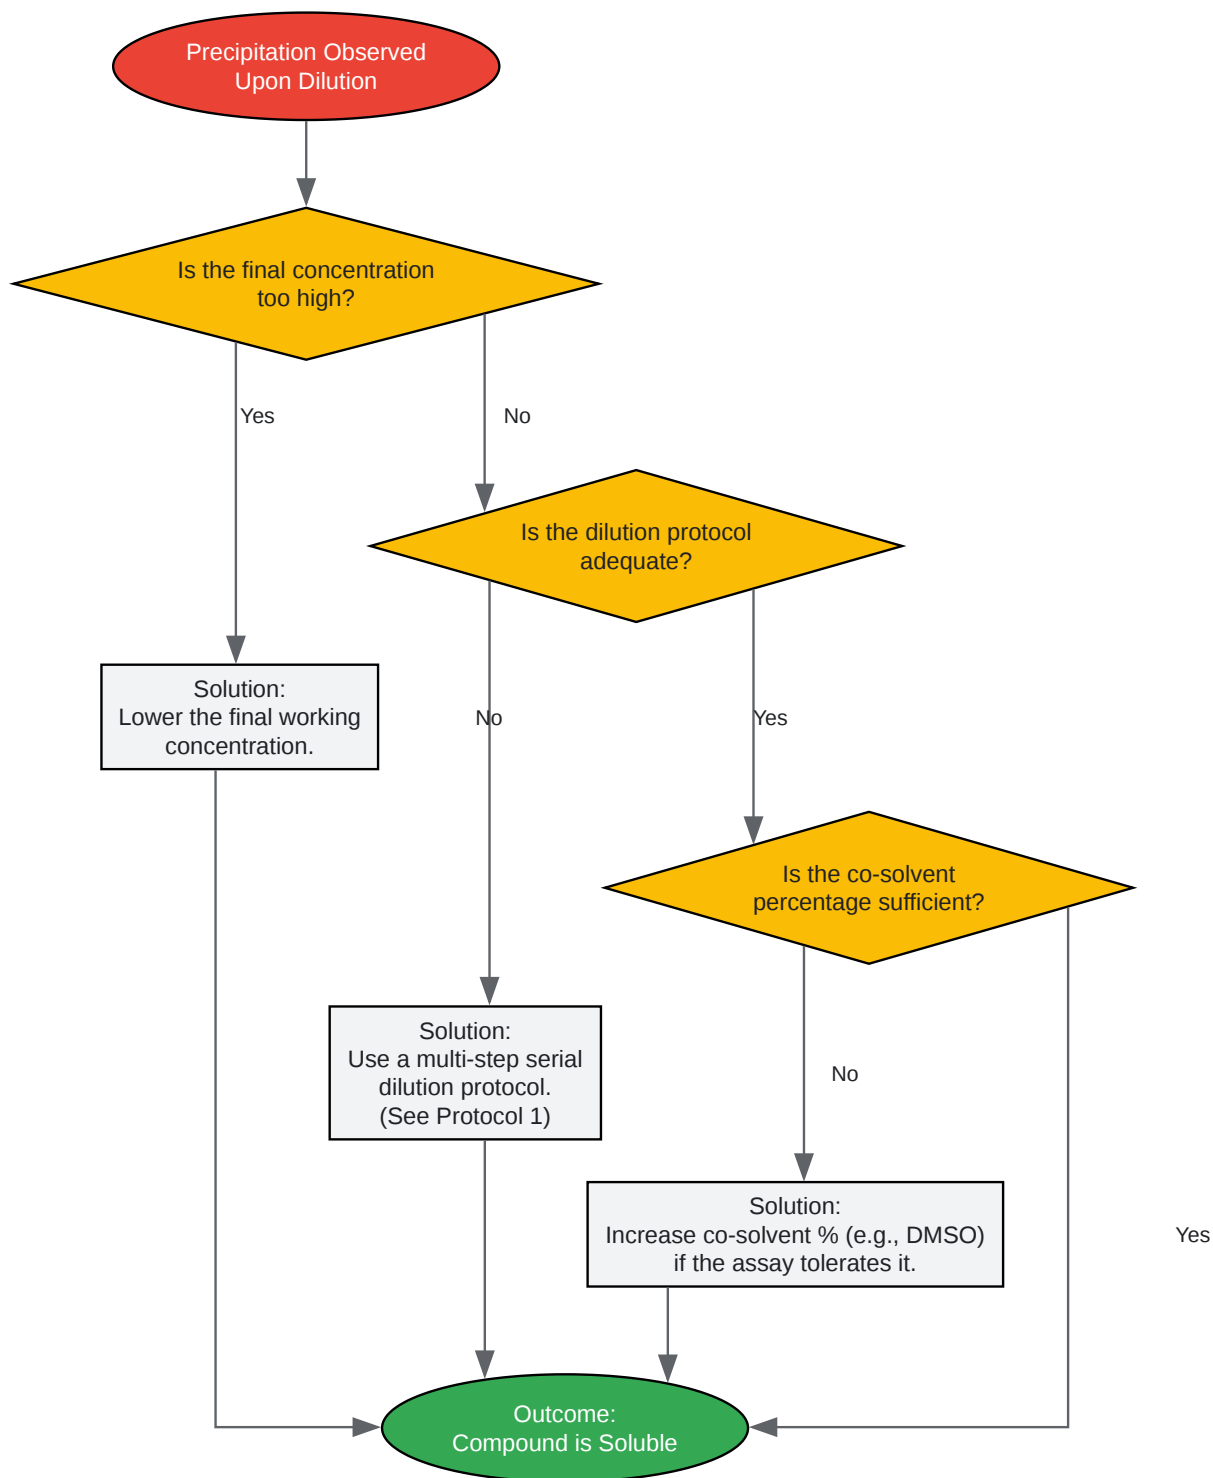 Precipitation Observed
Upon Dilution
Is the final concentration
too high?
Yes
No
Is the dilution protocol
adequate?
Solution:
Lower the final working
concentration.
No
Yes
Is the co-solvent
percentage sufficient?
Solution:
Use a multi-step serial
dilution protocol.
(See Protocol 1)
No
Solution:
Increase co-solvent % (e.g., DMSO)
if the assay tolerates it.
Yes
Outcome:
Compound is Soluble